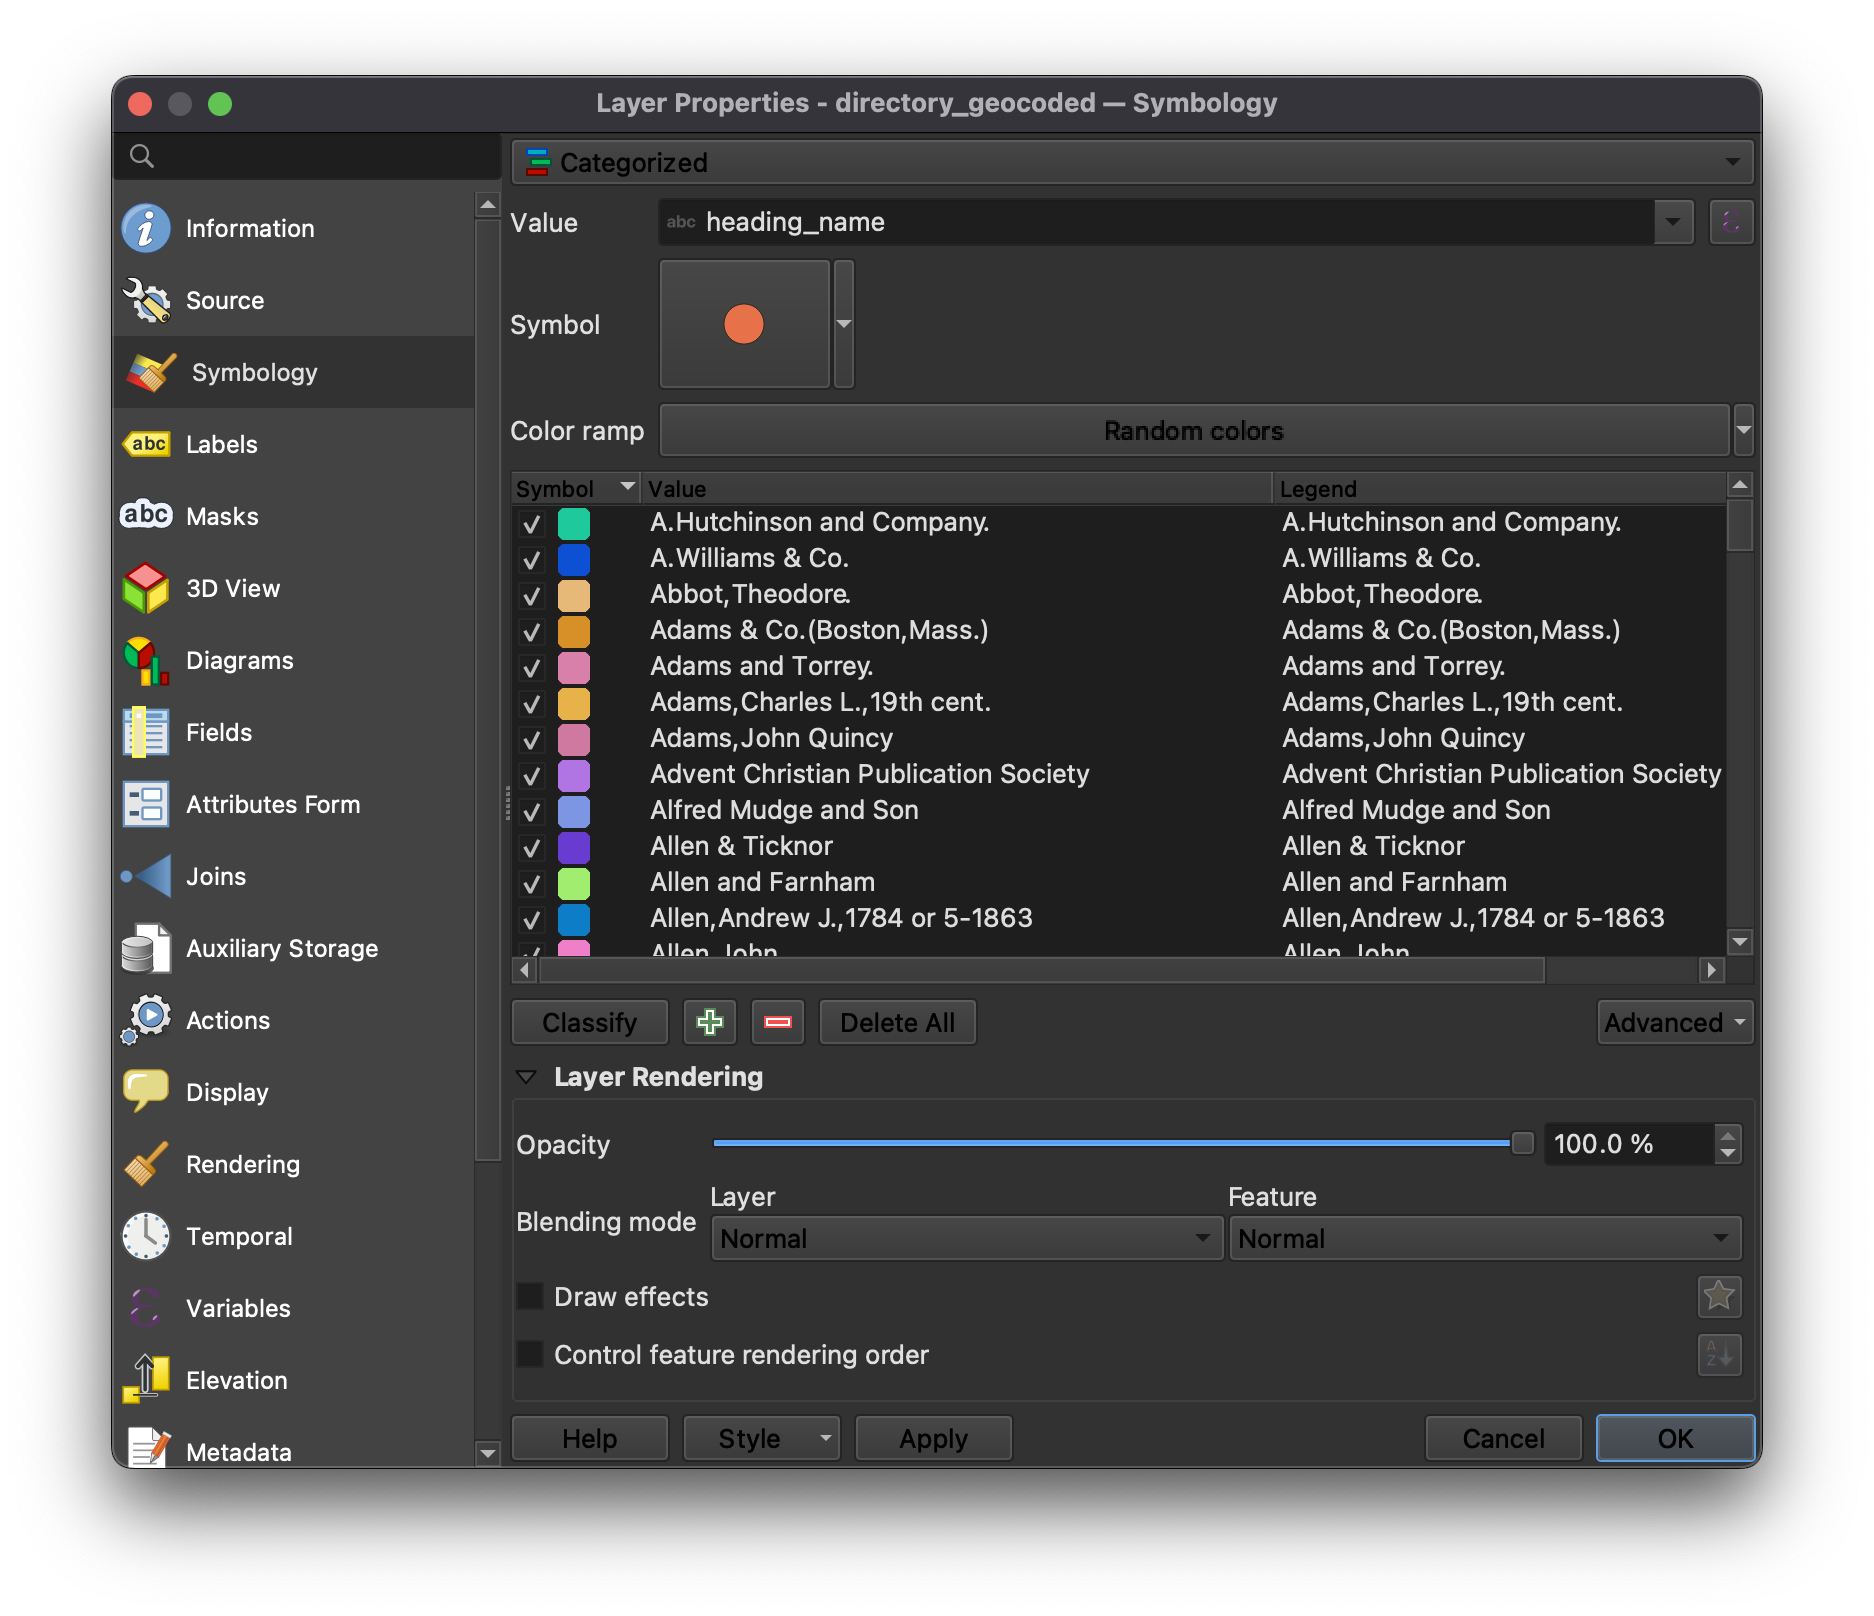 Layer Properties - directory_geocoded — Symbology
Information
Source
Symbology
abc Labels
abc Masks
3D View
Diagrams
Fields
Attributes Form
Joins
Auxiliary Storage
Actions
Display
Rendering
Temporal
Variables
Elevation
Metadata
Categorized
Value abc heading_name
Symbol
Color ramp Random colors
Symbol Value Legend
A.Hutchinson and Company. A.Hutchinson and Company.
A.Williams & Co. A.Williams & Co.
Abbot,Theodore. Abbot,Theodore.
Adams & Co.(Boston,Mass.) Adams & Co.(Boston,Mass.)
Adams and Torrey. Adams and Torrey.
Adams,Charles L.,19th cent. Adams,Charles L.,19th cent.
Adams,John Quincy Adams,John Quincy
Advent Christian Publication Society Advent Christian Publication Society
Alfred Mudge and Son Alfred Mudge and Son
Allen & Ticknor Allen & Ticknor
Allen and Farnham Allen and Farnham
Allen,Andrew J.,1784 or 5-1863 Allen,Andrew J.,1784 or 5-1863
Allen,John Allen,John
Classify Delete All Advanced
Layer Rendering
Opacity 100.0 %
Layer Feature
Blending mode Normal Normal
Draw effects
Control feature rendering order
A
Z
Help Style Apply Cancel OK